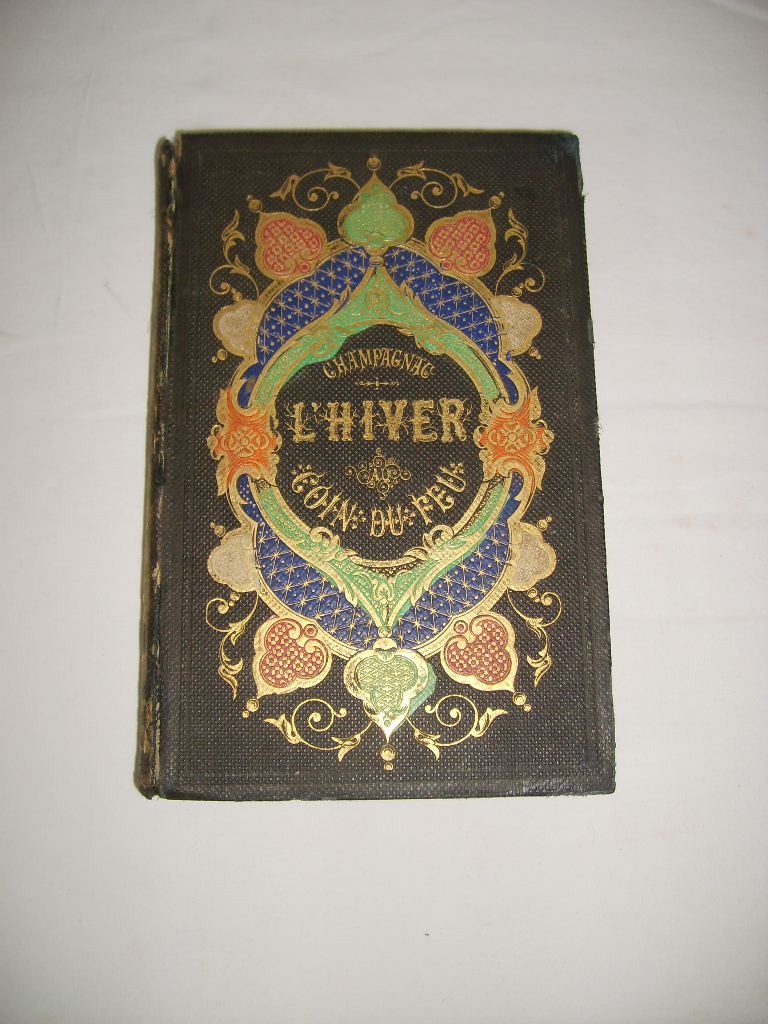 CHAMPAGNAC
L'HIVER
AU
COIN DU FEU